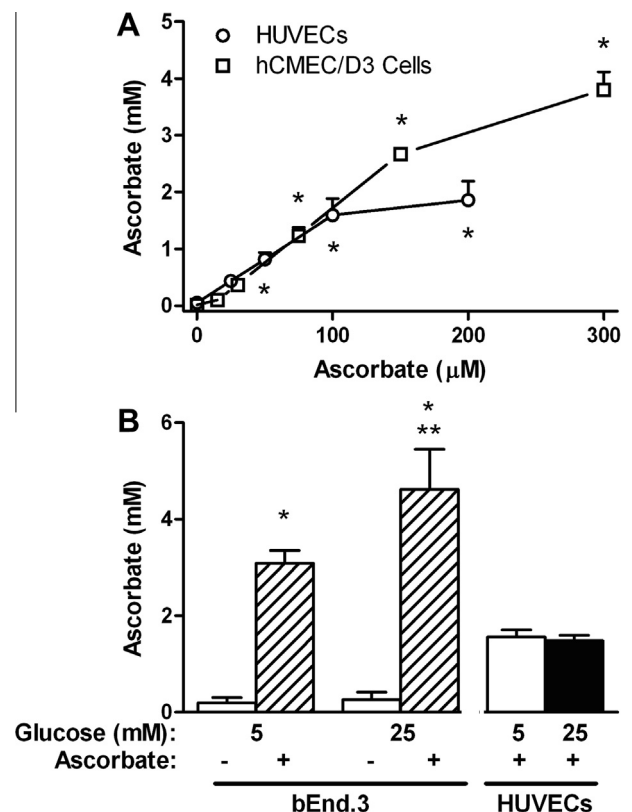 A
5
HUVECs
hCMEC/D3 Cells
*
4
Ascorbate (mM)
*
3
*
2
*
*
1
*
0
0 100 200 300
Ascorbate (μM)
B
6
*
**
*
4
Ascorbate (mM)
2
0
Glucose (mM): 5 25 5 25
Ascorbate: - + - + + +
bEnd.3 HUVECs